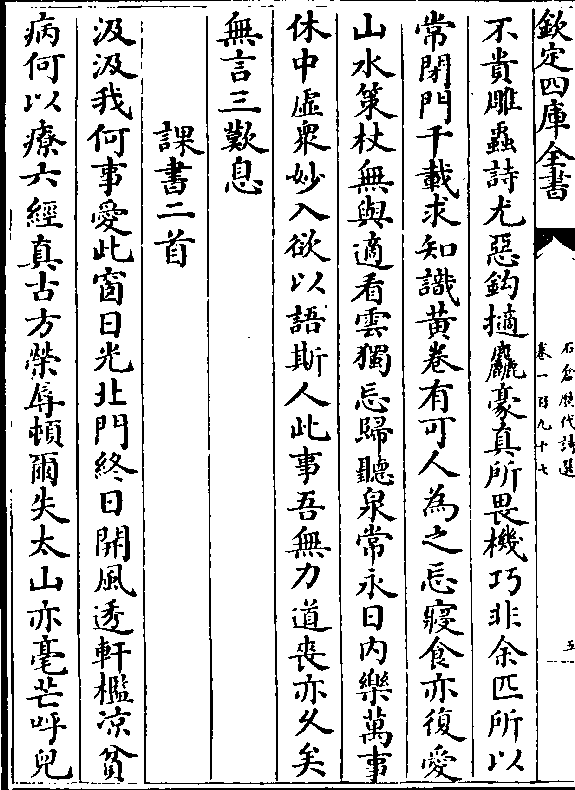 欽定四庫全書
石倉歷代詩選
卷一百九十七
五
不貴雕蟲詩尤惡鈎擿麤豪真所畏機巧非余匹所以
常閉門千載求知識黃卷有可人為之忘寢食亦復愛
山水策杖無與適看雲獨忘歸聽泉常永日內樂萬事
休中虛衆妙入欲以語斯人此事吾無力道喪亦久矣
無言三歎息
課書二首
汲汲我何事愛此窗日光北門終日開風透軒檻凉貧
病何以療六經真古方榮辱頓爾失太山亦毫芒呼兒